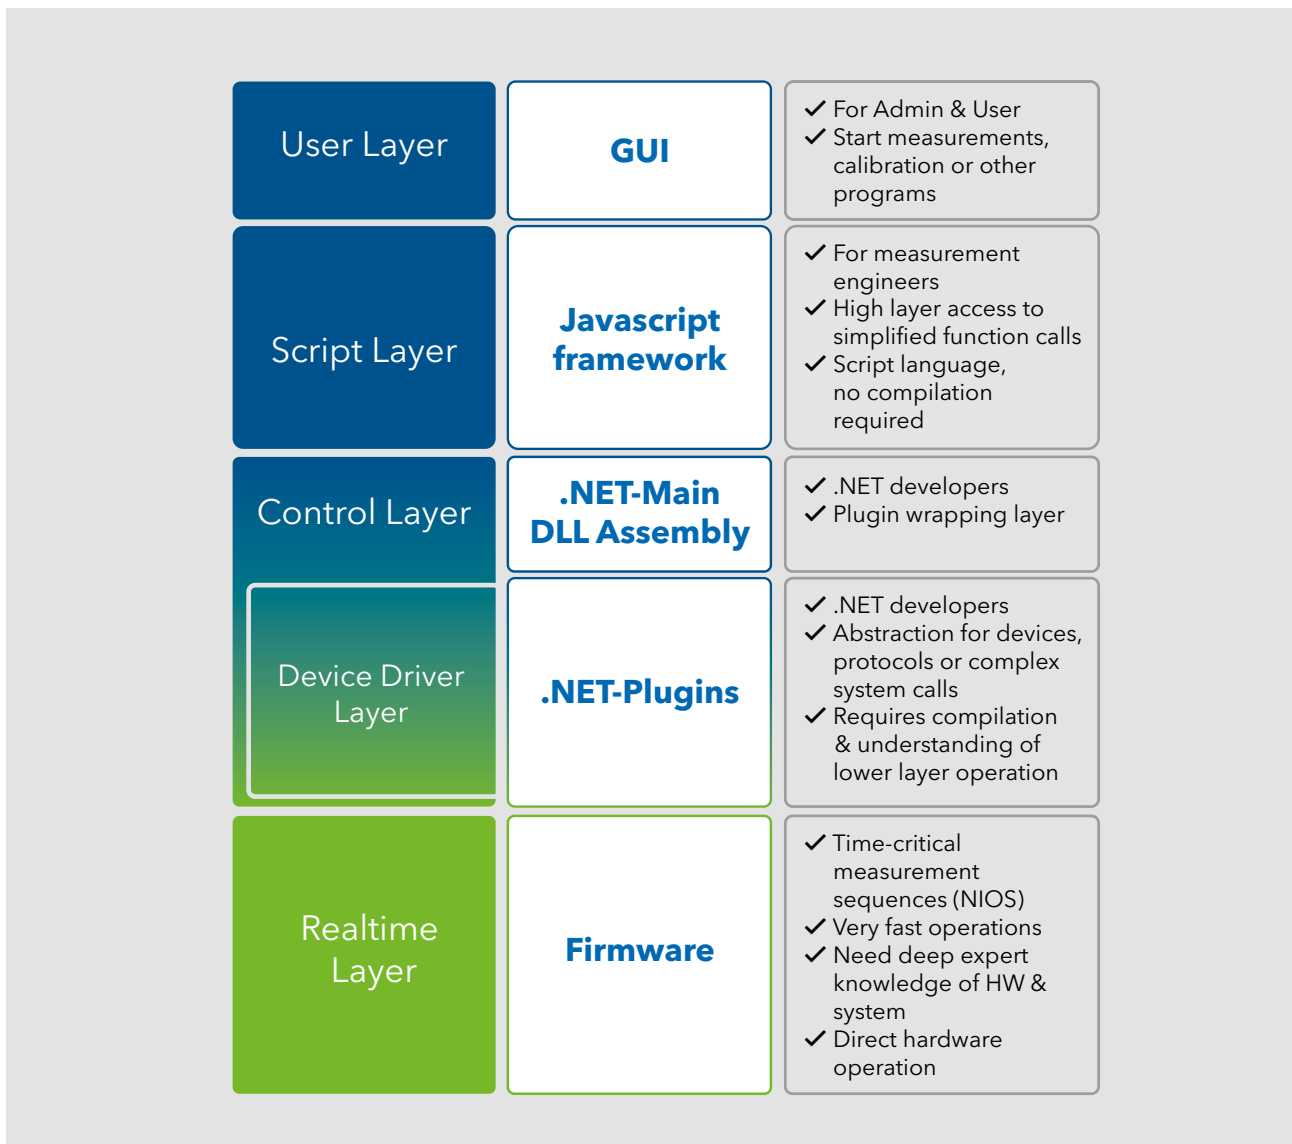 User Layer
GUI
✓ For Admin & User
✓ Start measurements,
calibration or other
programs
Script Layer
Javascript
framework
✓ For measurement
engineers
✓ High layer access to
simplified function calls
✓ Script language,
no compilation
required
Control Layer
.NET-Main
DLL Assembly
✓ .NET developers
✓ Plugin wrapping layer
Device Driver
Layer
.NET-Plugins
✓ .NET developers
✓ Abstraction for devices,
protocols or complex
system calls
✓ Requires compilation
& understanding of
lower layer operation
Realtime
Layer
Firmware
✓ Time-critical
measurement
sequences (NIOS)
✓ Very fast operations
✓ Need deep expert
knowledge of HW &
system
✓ Direct hardware
operation